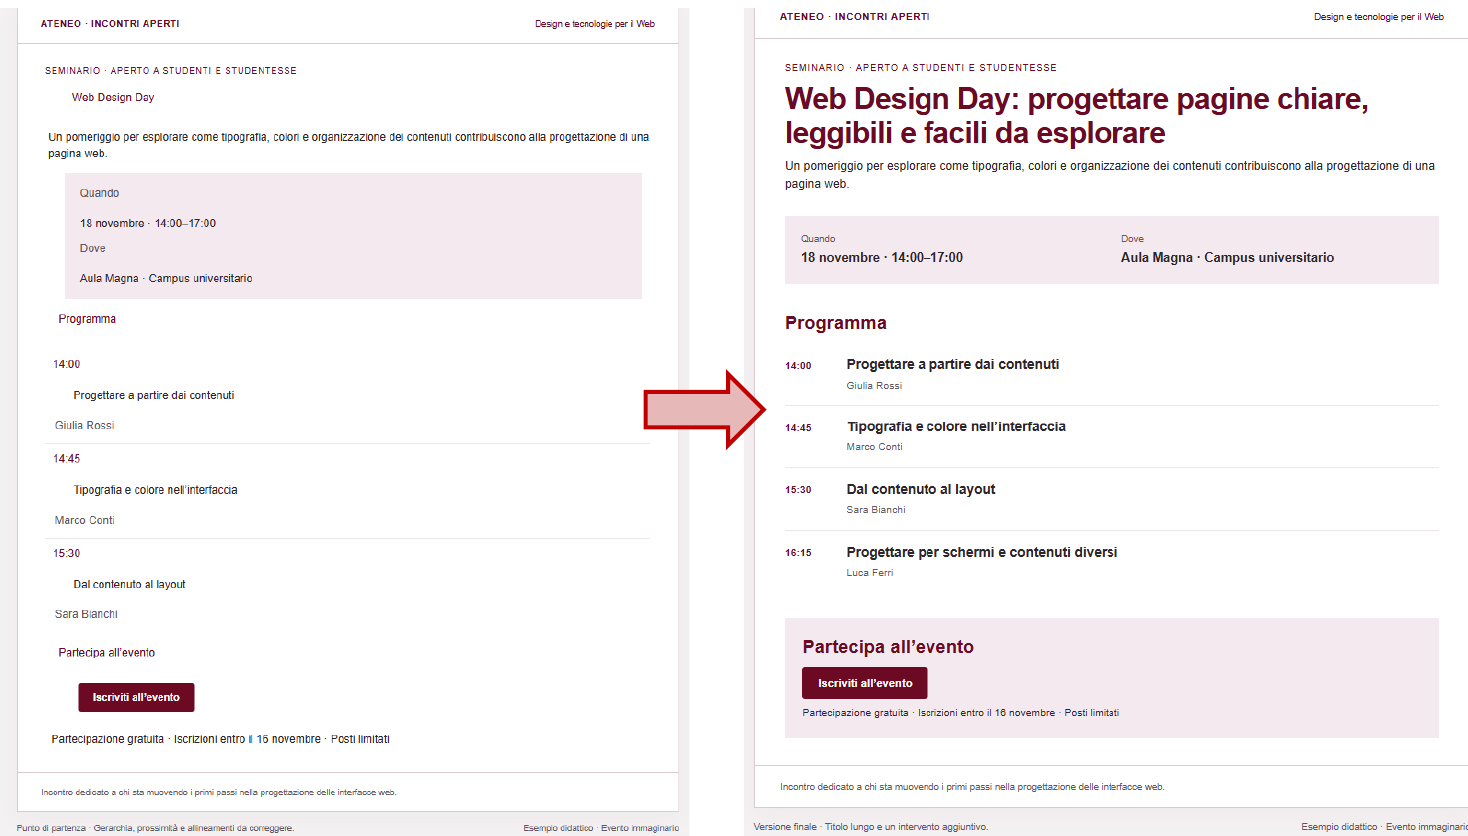 ATENEO · INCONTRI APERTI
Design e tecnologie per il Web
SEMINARIO · APERTO A STUDENTI E STUDENTESSE
Web Design Day
Un pomeriggio per esplorare come tipografia, colori e organizzazione dei contenuti contribuiscono alla progettazione di una
pagina web.
Quando
18 novembre · 14:00–17:00
Dove
Aula Magna · Campus universitario
Programma
14:00
Progettare a partire dai contenuti
Giulia Rossi
14:45
Tipografia e colore nell’interfaccia
Marco Conti
15:30
Dal contenuto al layout
Sara Bianchi
Partecipa all’evento
Iscriviti all’evento
Partecipazione gratuita · Iscrizioni entro il 16 novembre · Posti limitati
Incontro dedicato a chi sta muovendo i primi passi nella progettazione delle interfacce web.
Punto di partenza · Gerarchia, prossimità e allineamenti da correggere.
Esempio didattico · Evento immaginario
ATENEO · INCONTRI APERTI
Design e tecnologie per il Web
SEMINARIO · APERTO A STUDENTI E STUDENTESSE
Web Design Day: progettare pagine chiare,
leggibili e facili da esplorare
Un pomeriggio per esplorare come tipografia, colori e organizzazione dei contenuti contribuiscono alla progettazione di una
pagina web.
Quando
18 novembre · 14:00–17:00
Dove
Aula Magna · Campus universitario
Programma
14:00
Progettare a partire dai contenuti
Giulia Rossi
14:45
Tipografia e colore nell’interfaccia
Marco Conti
15:30
Dal contenuto al layout
Sara Bianchi
16:15
Progettare per schermi e contenuti diversi
Luca Ferri
Partecipa all’evento
Iscriviti all’evento
Partecipazione gratuita · Iscrizioni entro il 16 novembre · Posti limitati
Incontro dedicato a chi sta muovendo i primi passi nella progettazione delle interfacce web.
Versione finale · Titolo lungo e un intervento aggiuntivo.
Esempio didattico · Evento immaginario